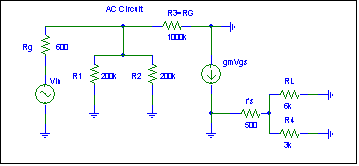 AC Circuit
R3=RG
1000k
Rg
600
R1
200k
R2
200k
gmVgs
Vin
rs
500
RL
6k
R4
3k